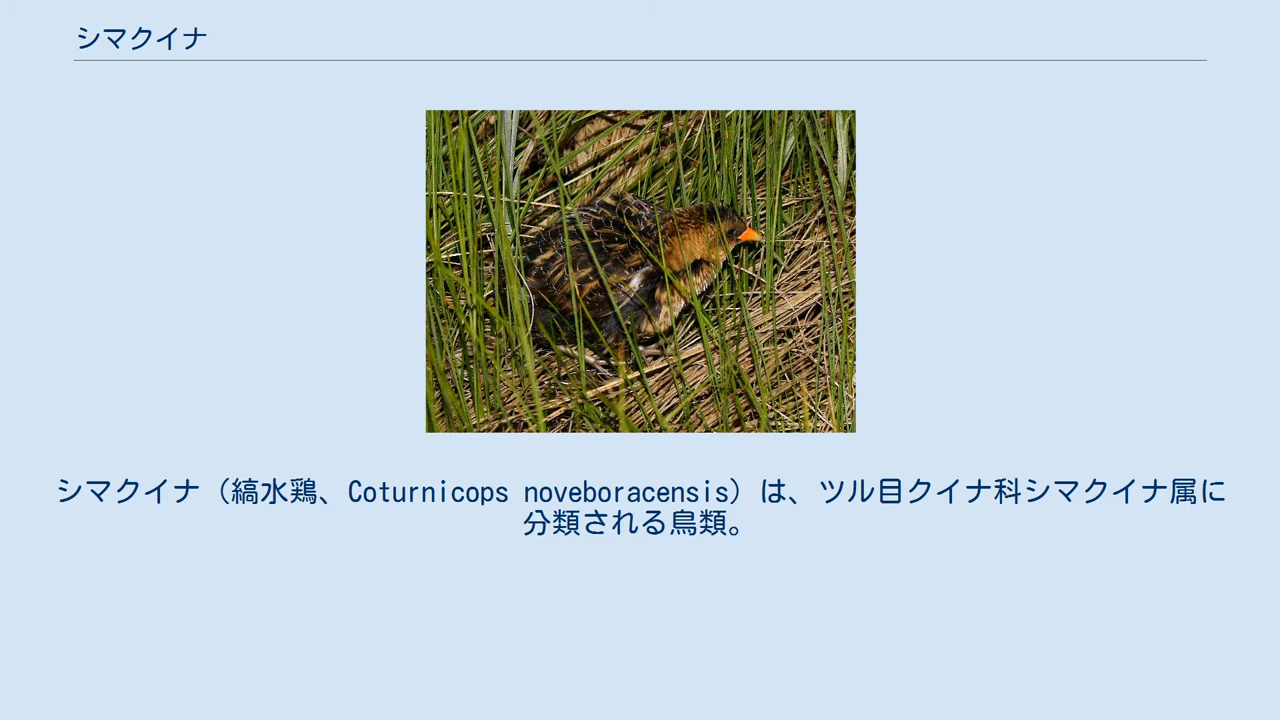 シマクイナ
シマクイナ（縞水鶏、Coturnicops noveboracensis）は、ツル目クイナ科シマクイナ属に
分類される鳥類。